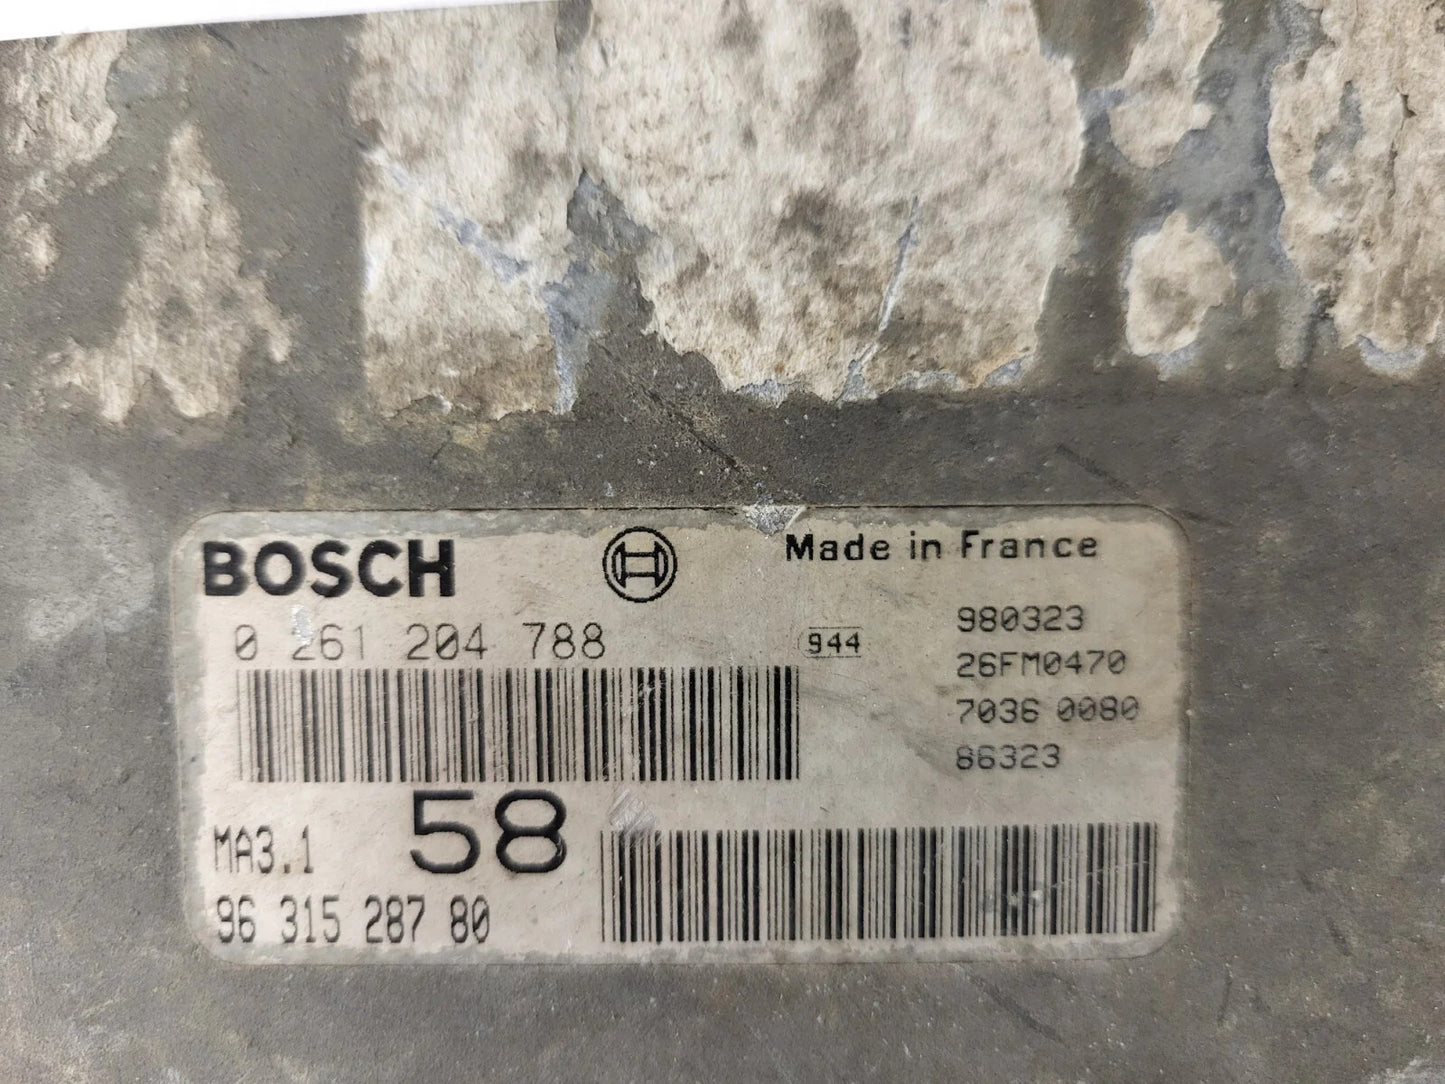 BOSCH
Made in France
0 261 204 788
944
980323
26FM0470
7036 0080
86323
MA3.1
58
96 315 287 80